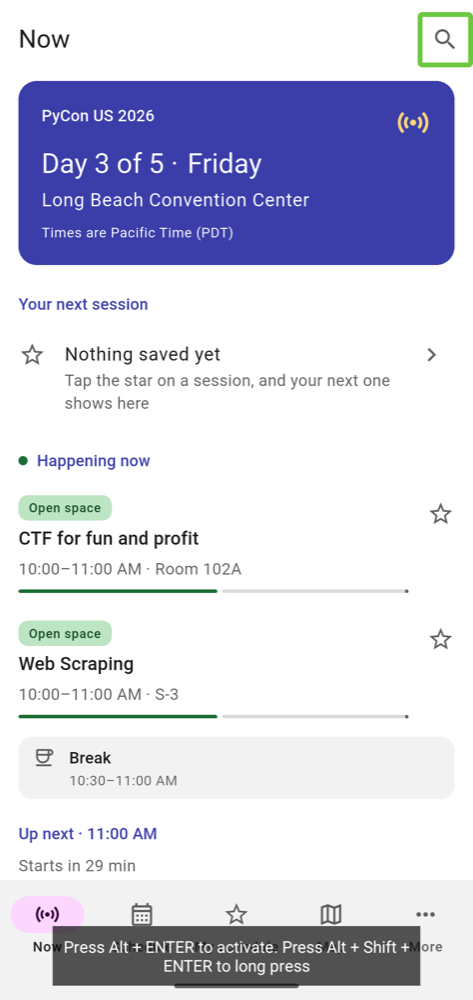 Now
PyCon US 2026
Day 3 of 5 · Friday
Long Beach Convention Center
Times are Pacific Time (PDT)
Your next session
Nothing saved yet
Tap the star on a session, and your next one
shows here
Happening now
Open space
CTF for fun and profit
10:00–11:00 AM · Room 102A
Open space
Web Scraping
10:00–11:00 AM · S-3
Break
10:30–11:00 AM
Up next · 11:00 AM
Starts in 29 min
Now
More
Press Alt + ENTER to activate. Press Alt + Shift +
ENTER to long press